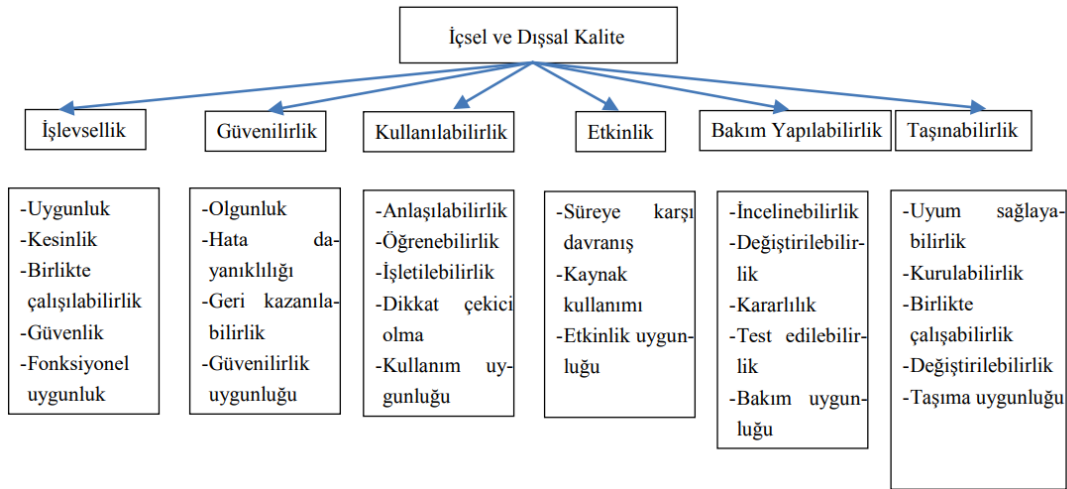 İçsel ve Dışsal Kalite
İşlevsellik
Güvenilirlik
Kullanılabilirlik
Etkinlik
Bakım Yapılabilirlik
Taşınabilirlik
-Uygunluk
-Kesinlik
-Birlikte
çalışılabilirlik
-Güvenlik
-Fonksiyonel
uygunluk
-Olgunluk
-Hata da-
yanıklılığı
-Geri kazanıla-
bilirlik
-Güvenilirlik
uygunluğu
-Anlaşılabilirlik
-Öğrenebilirlik
-İşletilebilirlik
-Dikkat çekici
olma
-Kullanım uy-
gunluğu
-Süreye karşı
davranış
-Kaynak
kullanımı
-Etkinlik uygun-
luğu
-İncelinebilirlik
-Değiştirilebilir-
lik
-Kararlılık
-Test edilebilir-
lik
-Bakım uygun-
luğu
-Uyum sağlaya-
bilirlik
-Kurulabilirlik
-Birlikte
çalışabilirlik
-Değiştirilebilirlik
-Taşıma uygunluğu